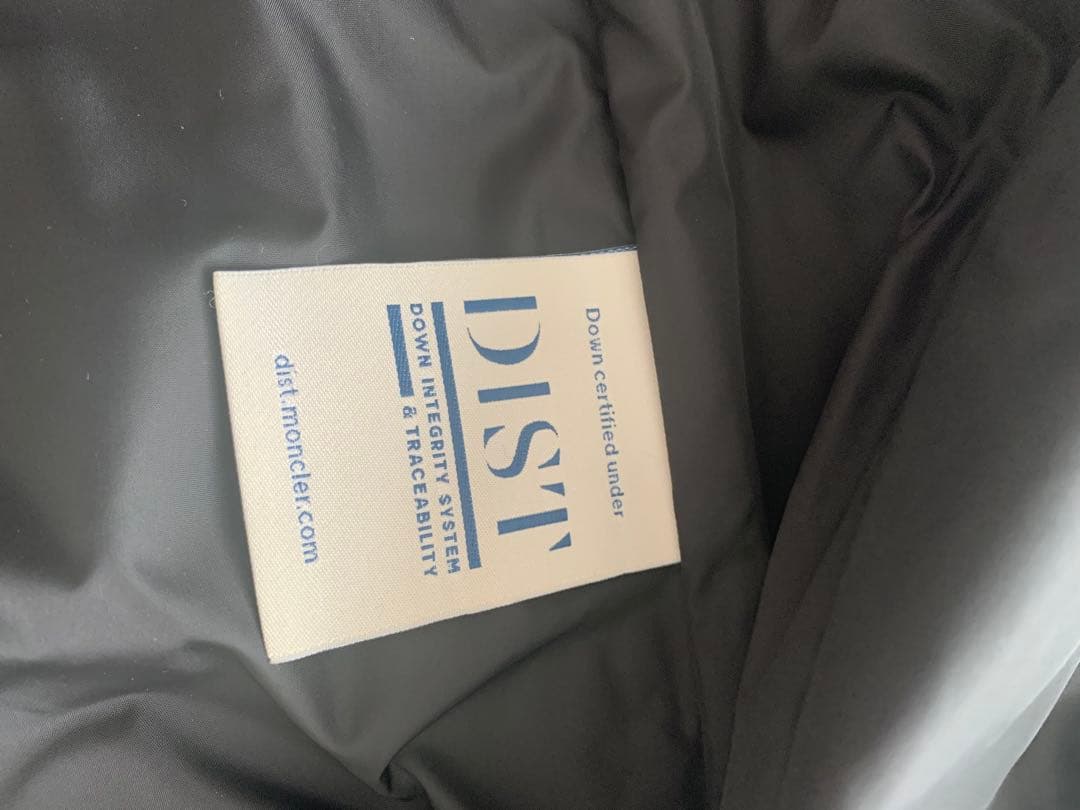 Down certified under
DIST
DOWN INTEGRITY SYSTEM
& TRACEABILITY
dist.moncler.com